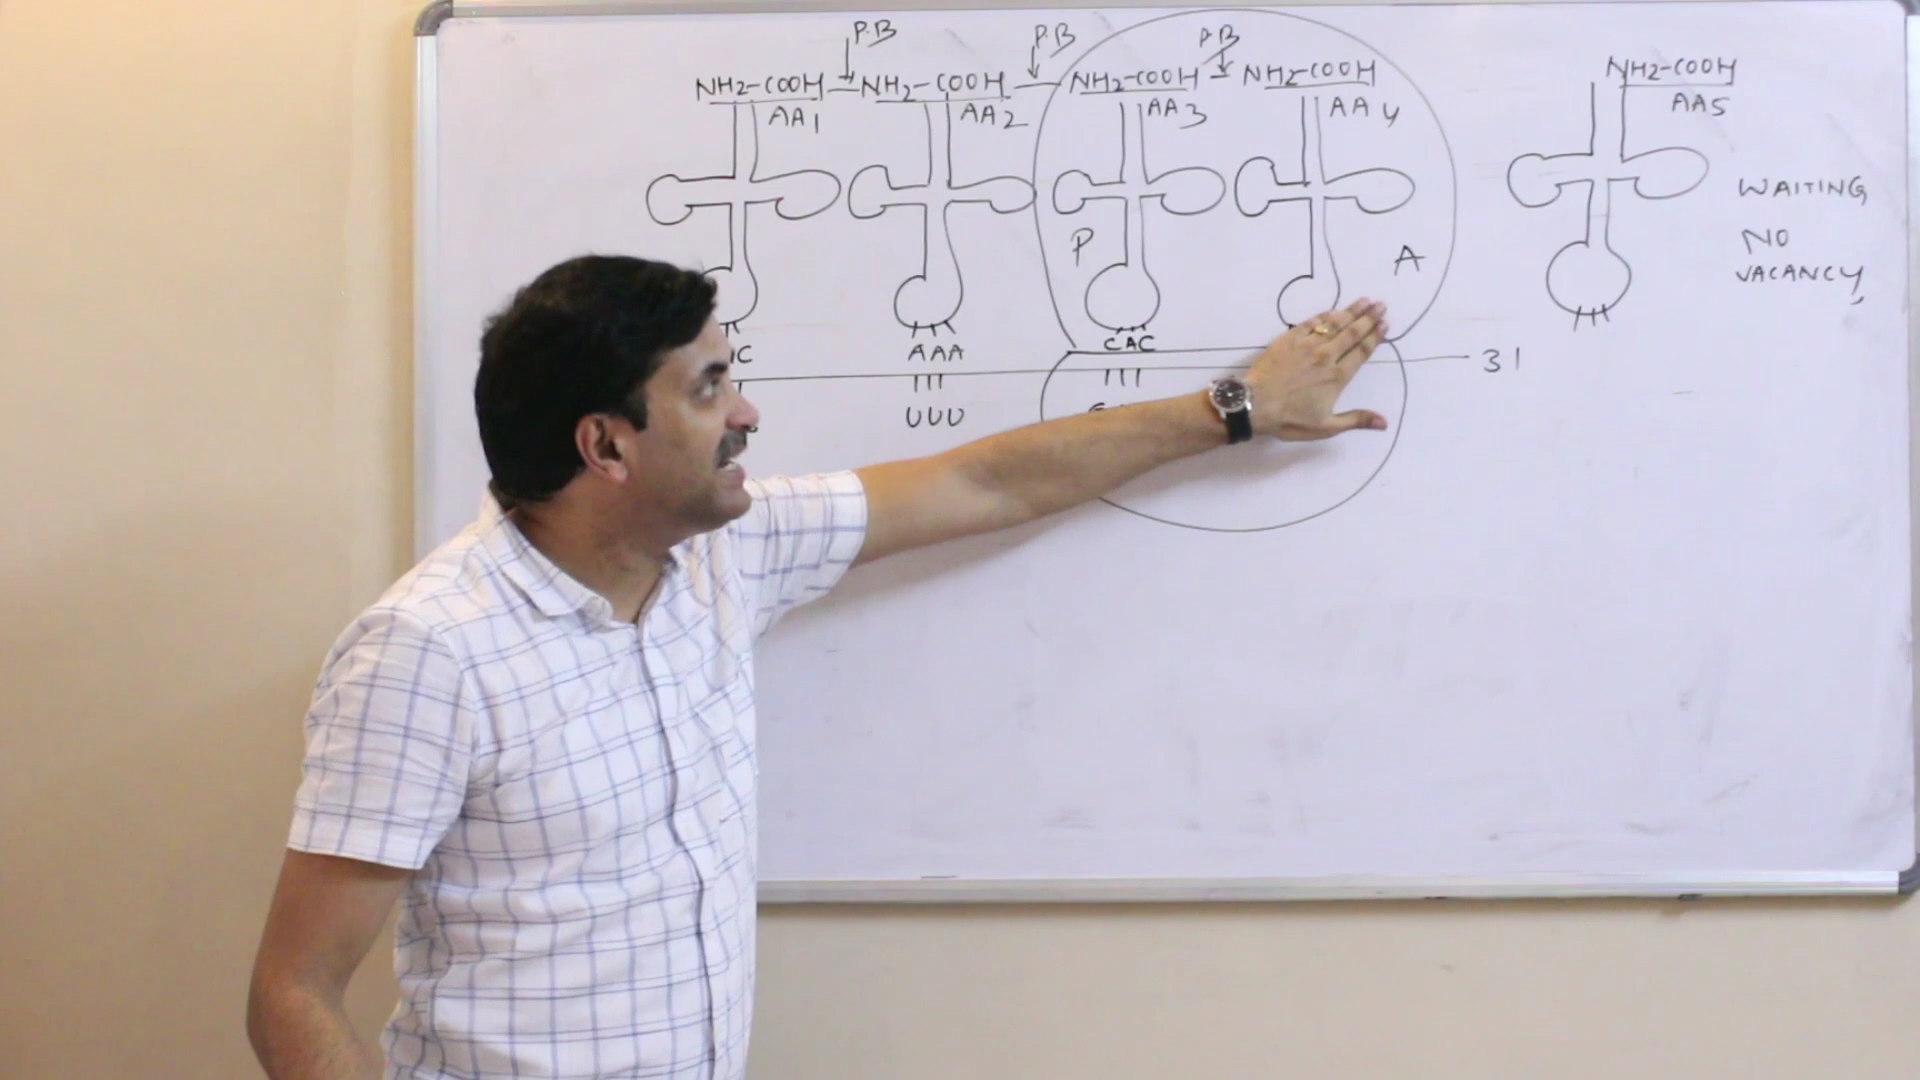 P.B P.B P.B
NH2-COOH NH2-COOH NH2-COOH NH2-COOH NH2-COOH
AA1 AA2 AA3 AA4 AA5
WAITING
NO
VACANCY
P A
AAA CAC
31
UUU